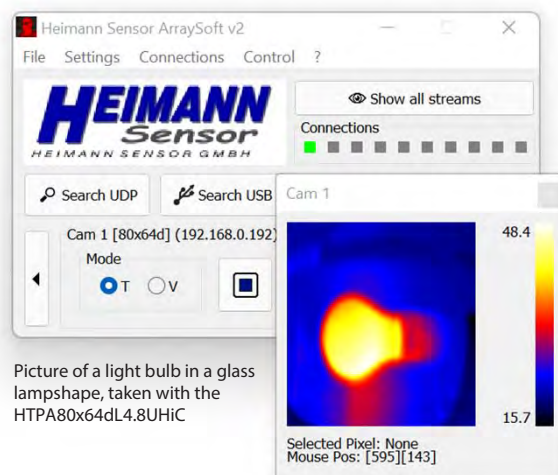 Heimann Sensor ArraySoft v2
File Settings Connections Control ?
HEIMANN
Sensor
HEIMANN SENSOR GMBH
Show all streams
Connections
Search UDP Search USB
Cam 1 [80x64d] (192.168.0.192)
Mode
T V
Cam 1
48.4
15.7
Selected Pixel: None
Mouse Pos: [595][143]
Picture of a light bulb in a glass
lampshape, taken with the
HTPA80x64dL4.8UHiC